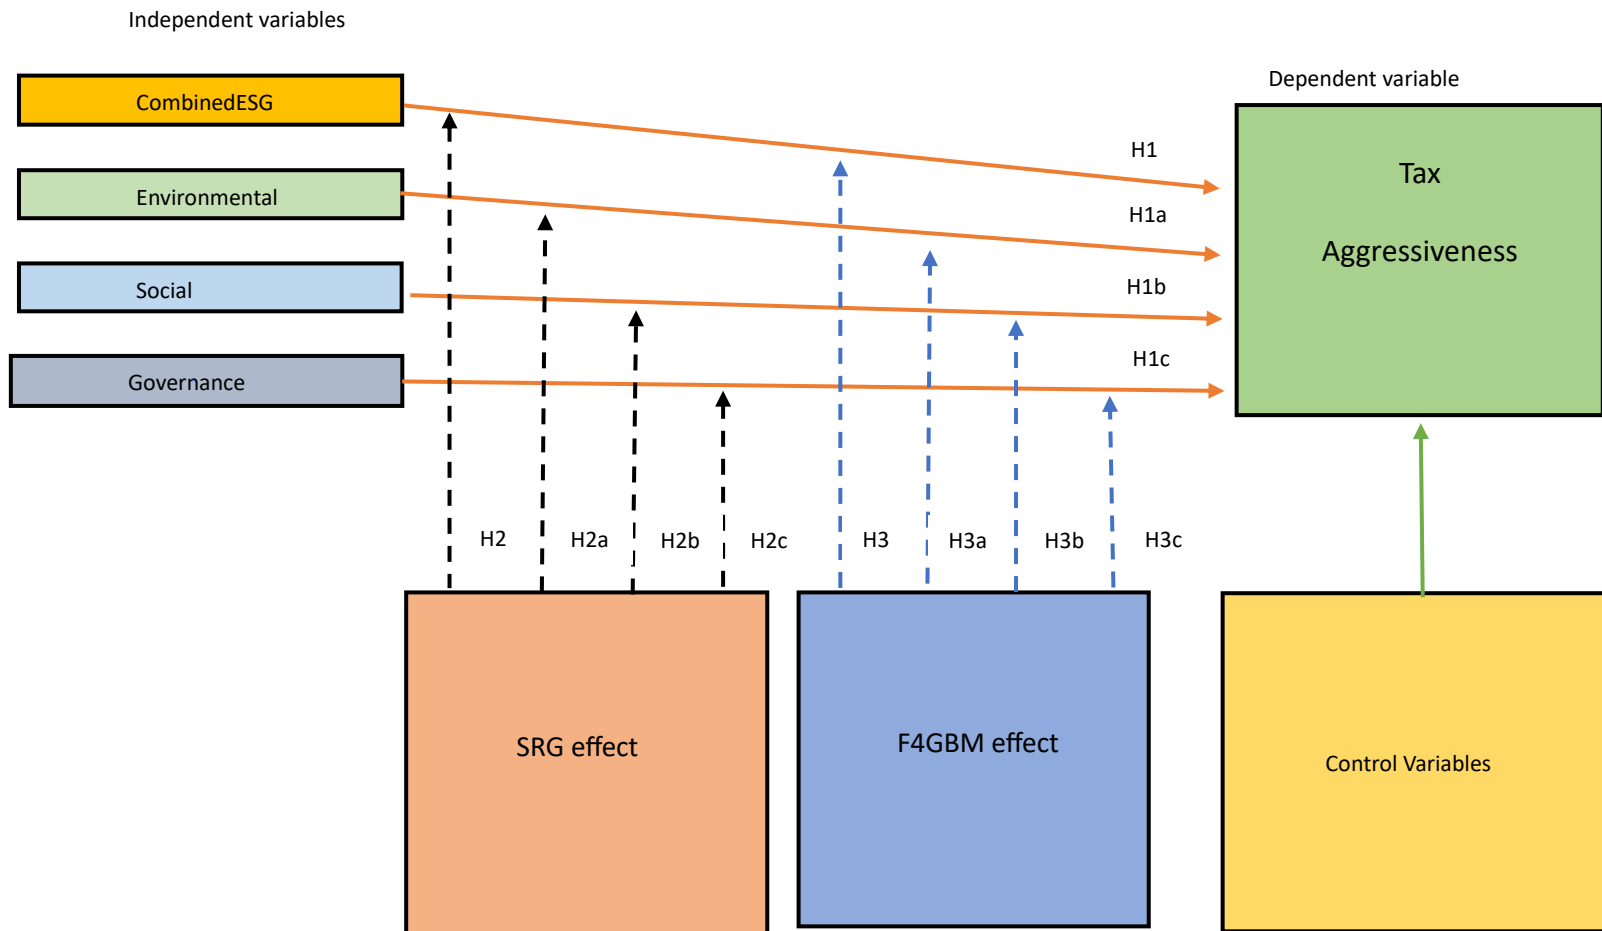 Independent variables
Dependent variable
CombinedESG
Environmental
Social
Governance
H1
H1a
H1b
H1c
Tax
Aggressiveness
H2
H2a
H2b
H2c
H3
H3a
H3b
H3c
SRG effect
F4GBM effect
Control Variables